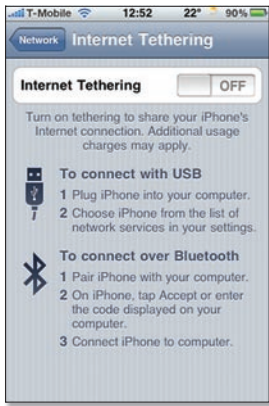 T-Mobile 12:52 22° 90%
Network Internet Tethering
Internet Tethering OFF
Turn on tethering to share your iPhone's
Internet connection. Additional usage
charges may apply.
To connect with USB
1 Plug iPhone into your computer.
2 Choose iPhone from the list of
network services in your settings.
To connect over Bluetooth
1 Pair iPhone with your computer.
2 On iPhone, tap Accept or enter
the code displayed on your
computer.
3 Connect iPhone to computer.